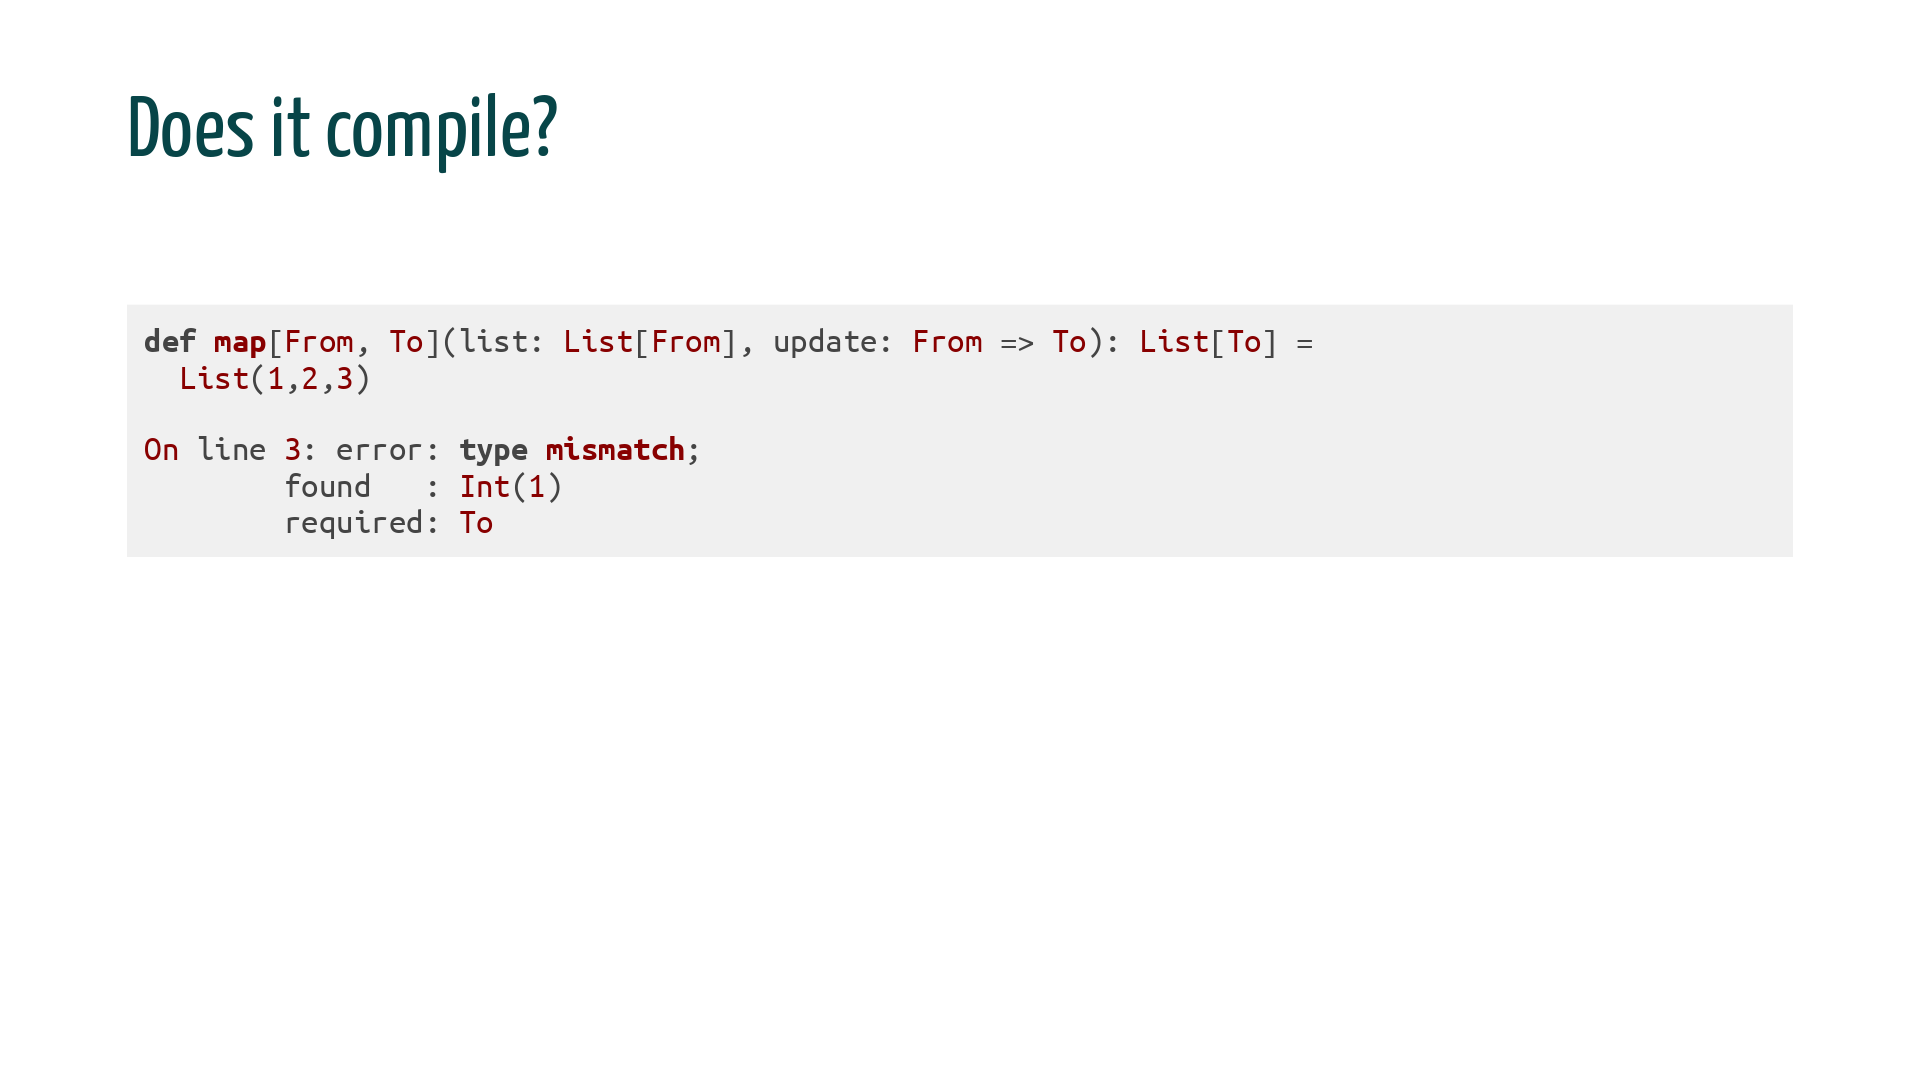 Does it compile?
def map[From, To](list: List[From], update: From => To): List[To] =
  List(1,2,3)
On line 3: error: type mismatch;
        found   : Int(1)
        required: To